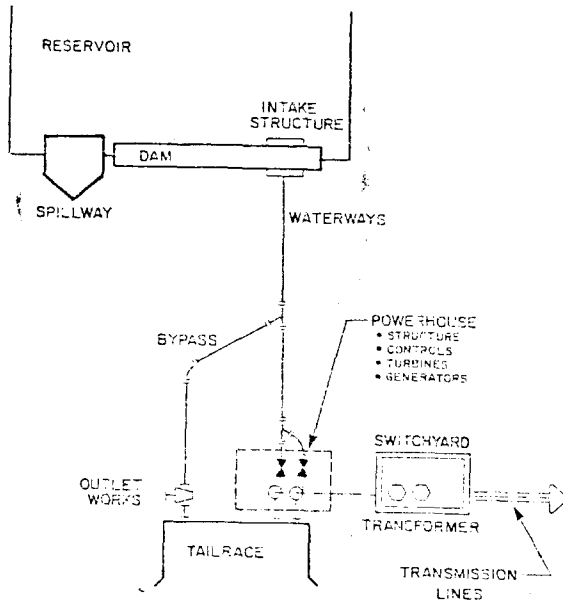 RESERVOIR
INTAKE
STRUCTURE
DAM
SPILLWAY
WATERWAYS
BYPASS
POWERHOUSE
• STRUCTURE
• CONTROLS
• TURBINES
• GENERATORS
SWITCHYARD
OUTLET
WORKS
TRANSFORMER
TAILRACE
TRANSMISSION
LINES